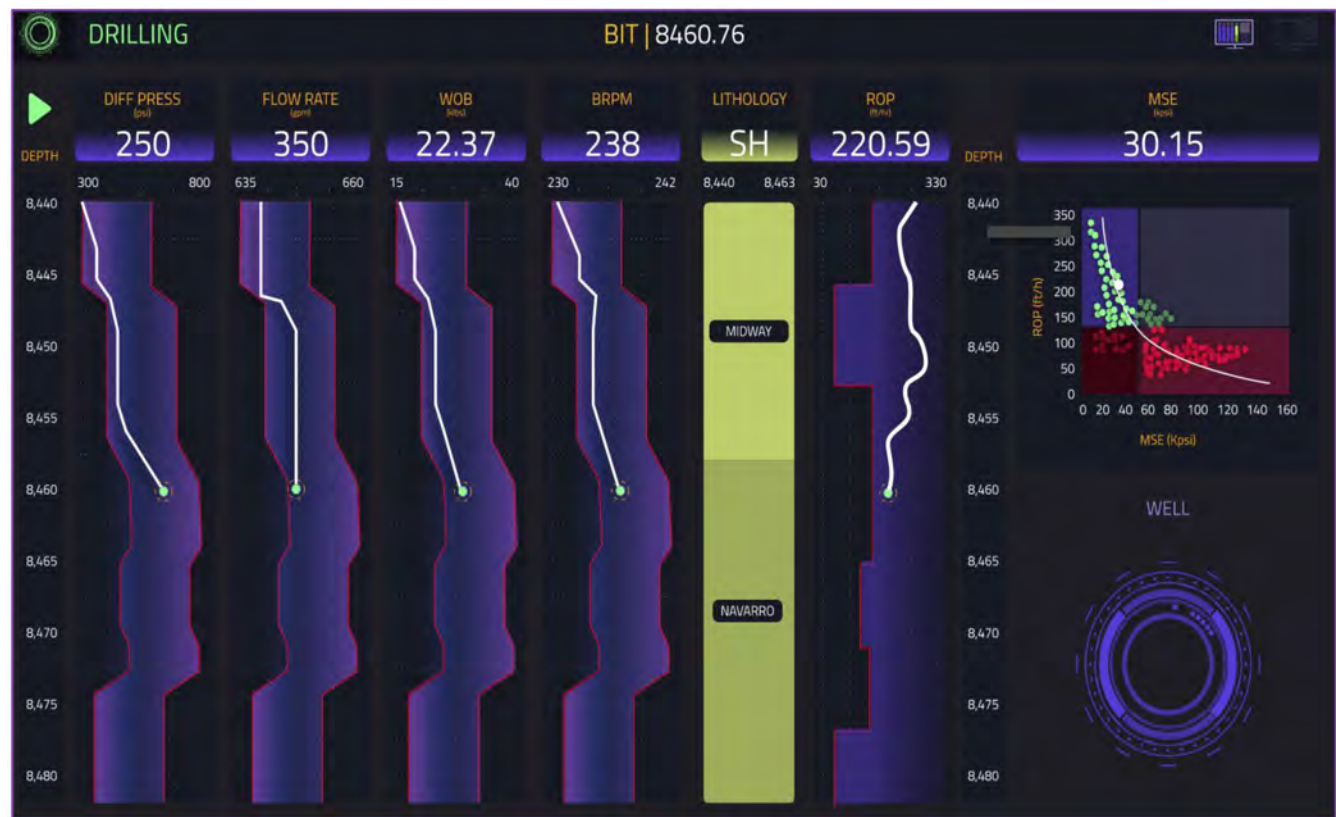 DRILLING
BIT | 8460.76
DIFF PRESS
(psi)
250
FLOW RATE
(gpm)
350
WOB
(klbs)
22.37
BRPM
238
LITHOLOGY
SH
ROP
(ft/hr)
220.59
MSE
(kpsi)
30.15
DEPTH
DEPTH
300 800
635 660
15 40
230 242
8,440 8,463
30 330
8,440
8,445
8,450
8,455
8,460
8,465
8,470
8,475
8,480
MIDWAY
NAVARRO
8,440
8,445
8,450
8,455
8,460
8,465
8,470
8,475
8,480
ROP (ft/h)
350
300
250
200
150
100
50
0
0 20 40 60 80 100 120 140 160
MSE (Kpsi)
WELL